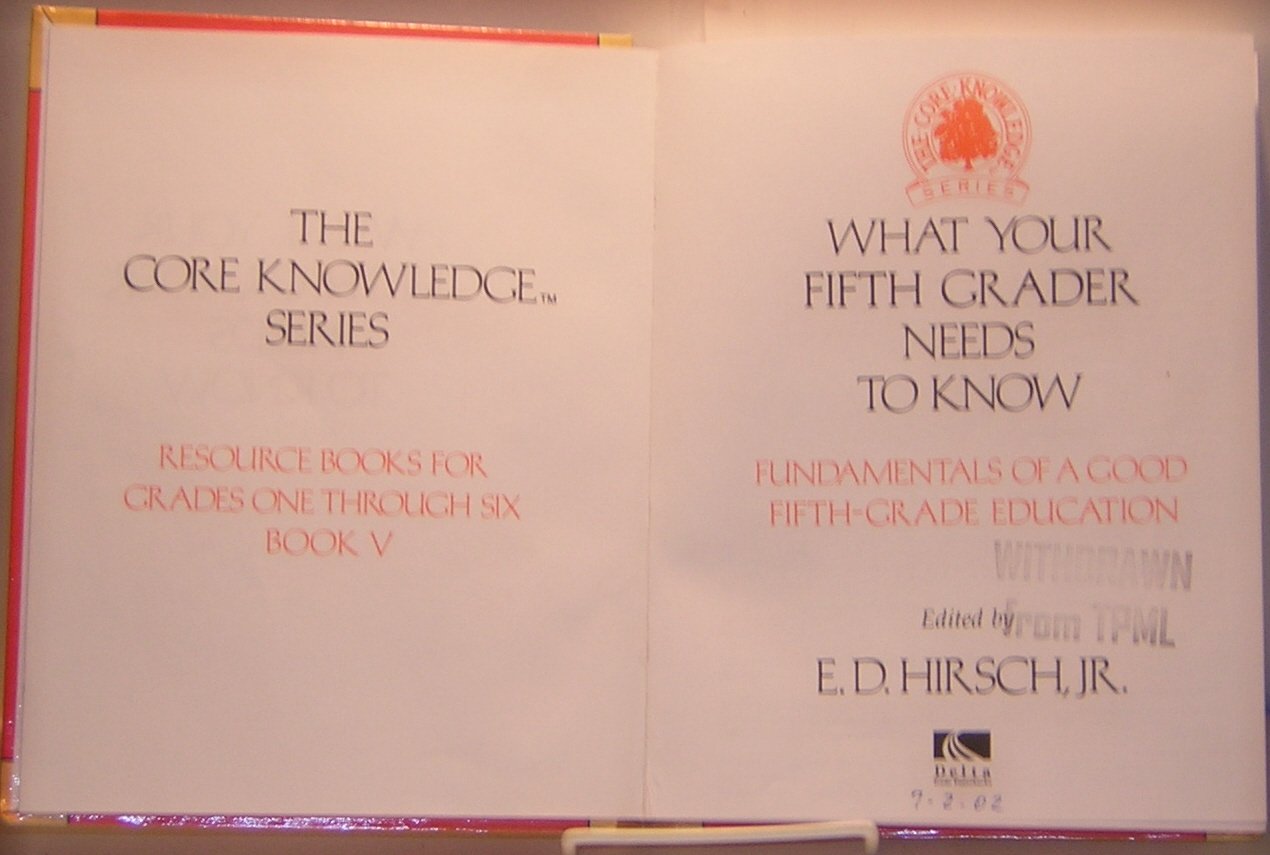 THE
CORE KNOWLEDGE™
SERIES
RESOURCE BOOKS FOR
GRADES ONE THROUGH SIX
BOOK V
THE CORE KNOWLEDGE
SERIES
WHAT YOUR
FIFTH GRADER
NEEDS
TO KNOW
FUNDAMENTALS OF A GOOD
FIFTH-GRADE EDUCATION
WITHDRAWN
from TPML
Edited by
E. D. HIRSCH, JR.
Delta
9-2-02